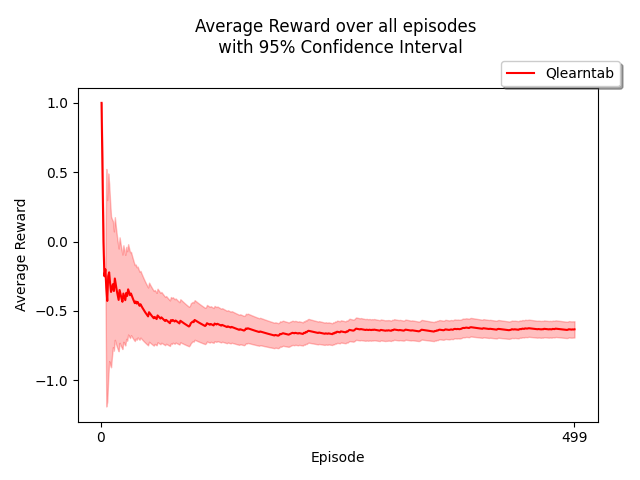 Average Reward over all episodes
with 95% Confidence Interval
Qlearntab
1.0
0.5
0.0
−0.5
−1.0
Average Reward
0
499
Episode